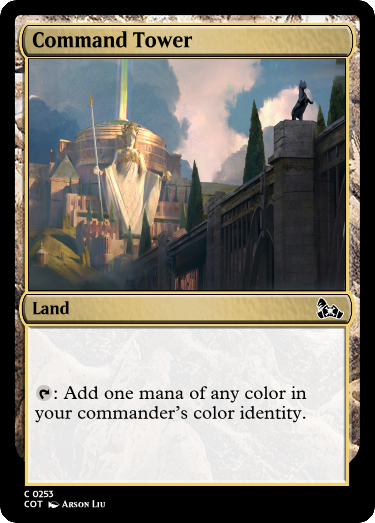 Command Tower
Land
: Add one mana of any color in
your commander's color identity.
C 0253
COT Arson Liu